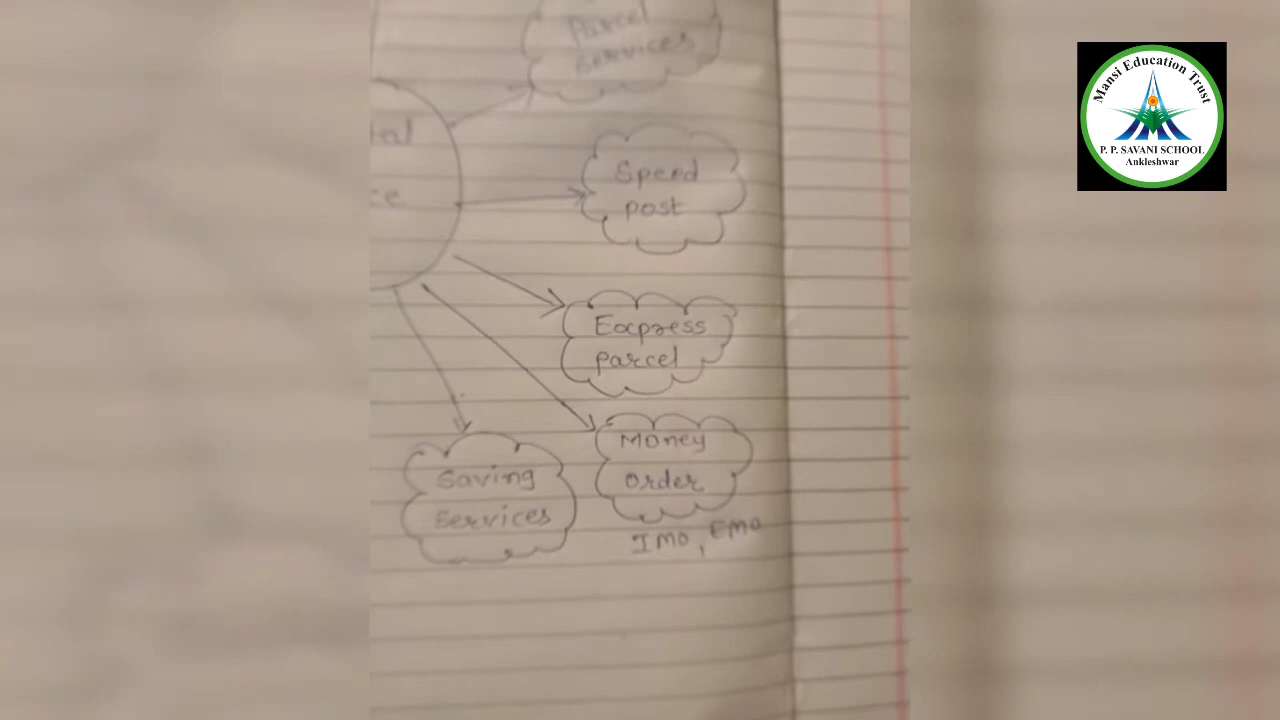 Parcel
Services
tal
ce
Speed
post
Express
parcel
Money
order
IMO, EMO
Saving
Services
Mansi Education Trust
P. P. SAVANI SCHOOL
Ankleshwar